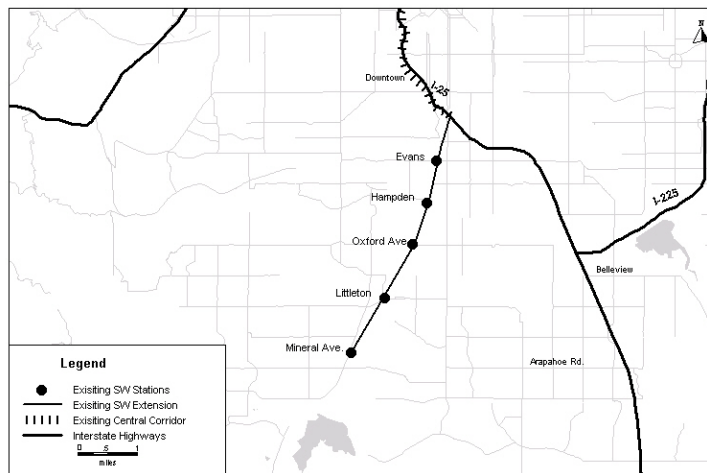 N
Downtown
I-25
Evans
Hampden
I-225
Oxford Ave.
Belleview
Littleton
Mineral Ave.
Arapahoe Rd.
Legend
Exisiting SW Stations
Exisiting SW Extension
Exisiting Central Corridor
Interstate Highways
0 .5 1
miles